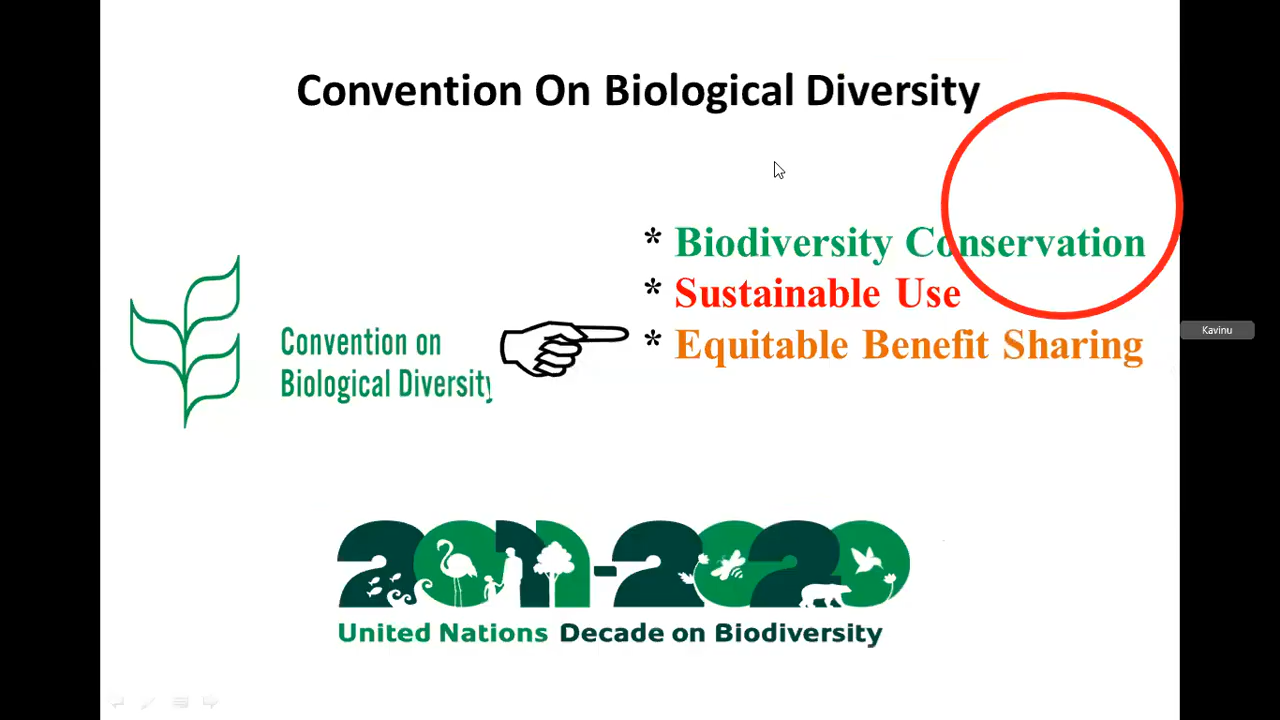 Convention On Biological Diversity
* Biodiversity Conservation
* Sustainable Use
* Equitable Benefit Sharing
Convention on
Biological Diversity
Kavinu
2011-2020
United Nations Decade on Biodiversity